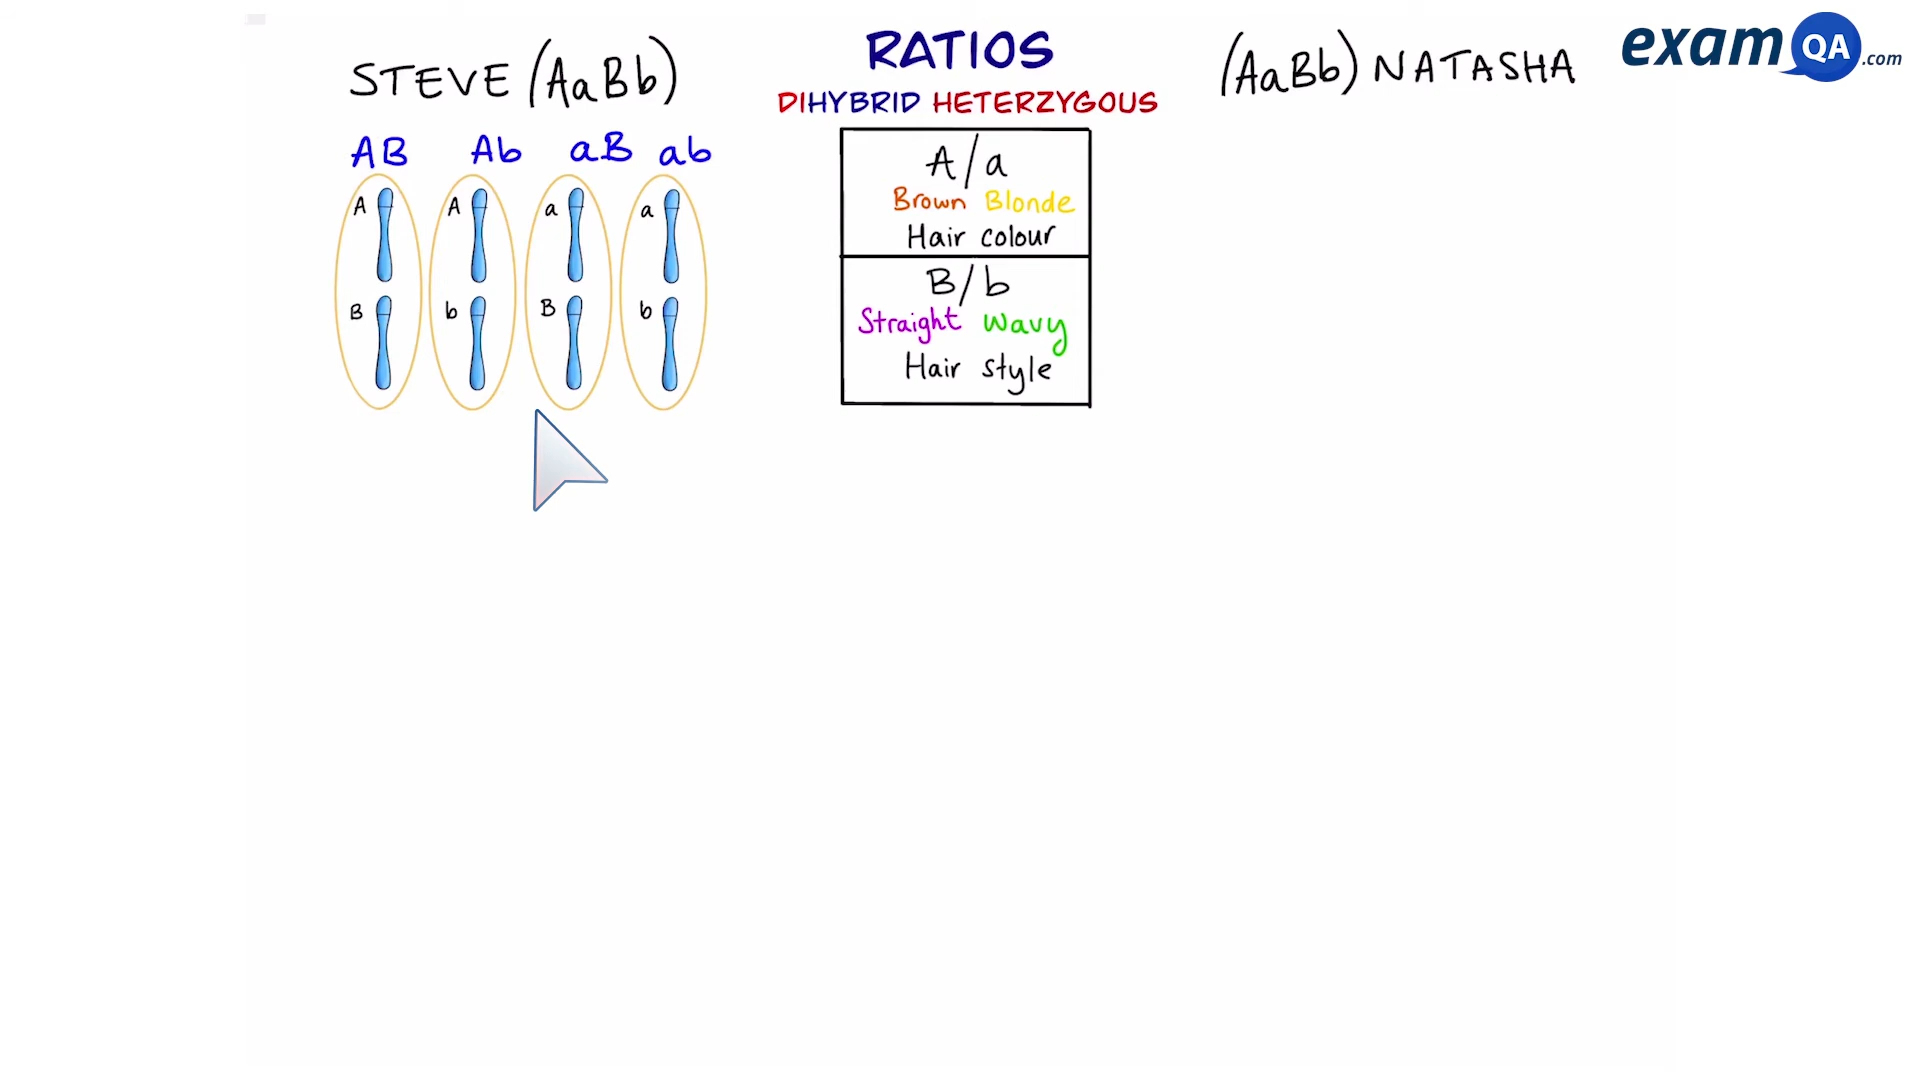 STEVE (AaBb)
RATIOS
DIHYBRID HETERZYGOUS
(AaBb) NATASHA
examQA.com
AB Ab aB ab
A A a a
B b B b
A/a
Brown Blonde
Hair colour
B/b
Straight Wavy
Hair style